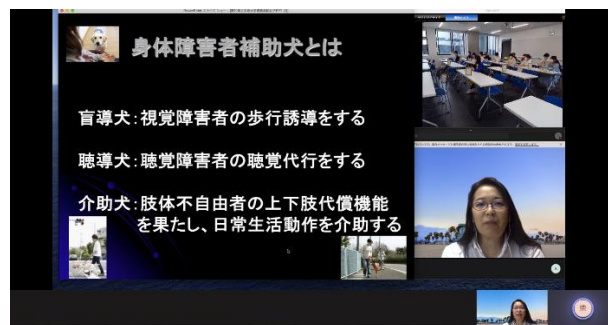 身体障害者補助犬とは
盲導犬:視覚障害者の歩行誘導をする
聴導犬:聴覚障害者の聴覚代行をする
介助犬:肢体不自由者の上下肢代償機能
を果たし、日常生活動作を介助する